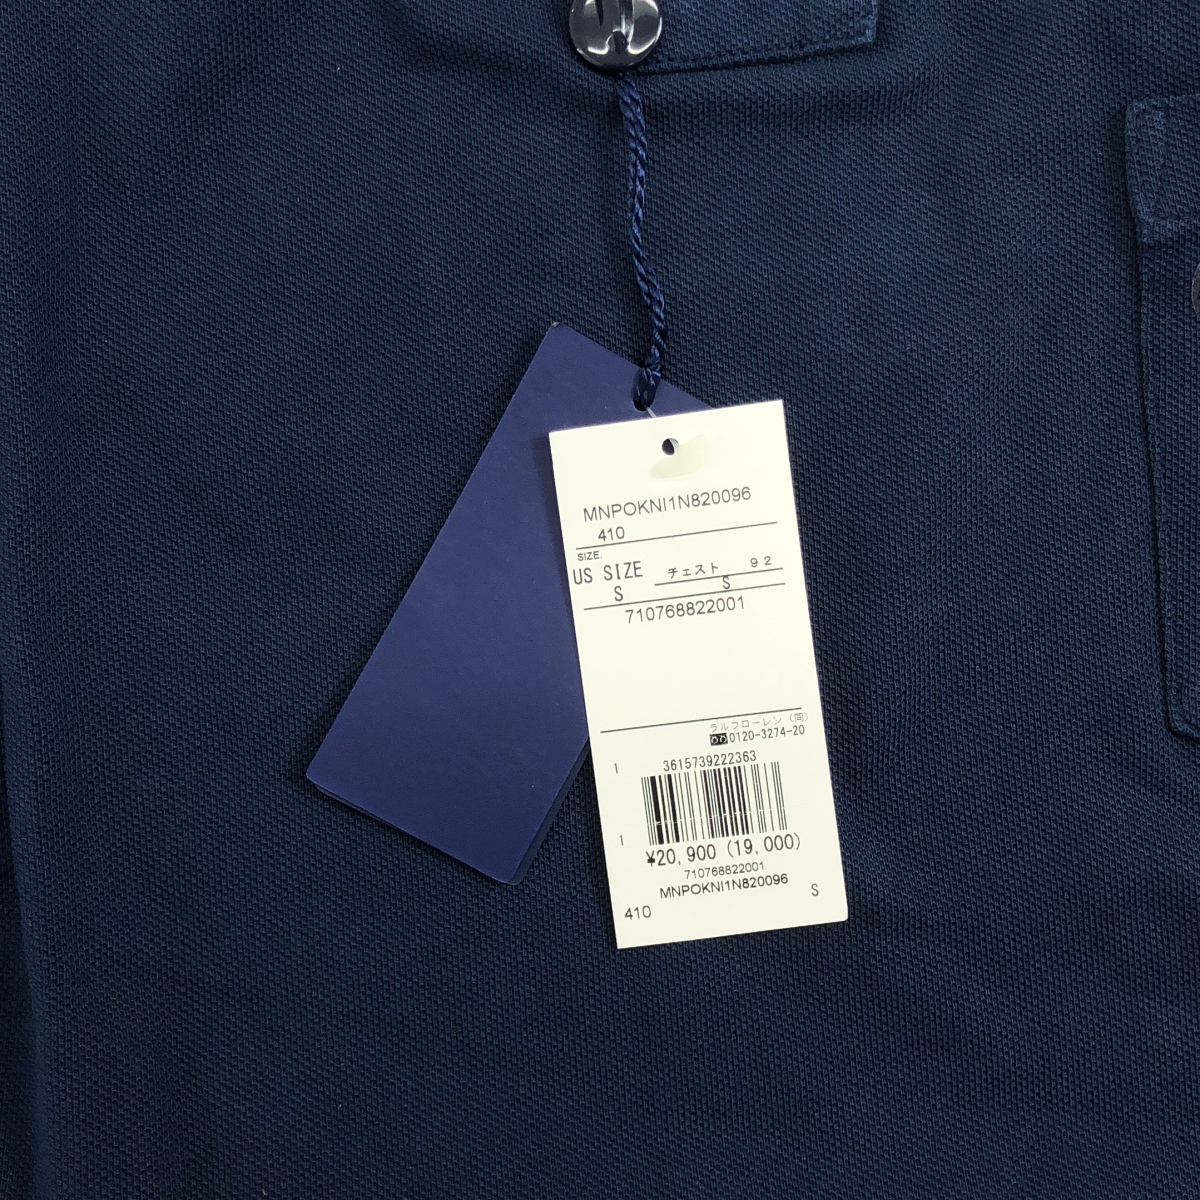 MNPOKNI1N820096
410
SIZE.
US SIZE チェスト 92
S S
710768822001
ラルフローレン (同)
0120-3274-20
1 3615739222363
1
¥20,900 (19,000)
710768822001
MNPOKNI1N820096
410 S